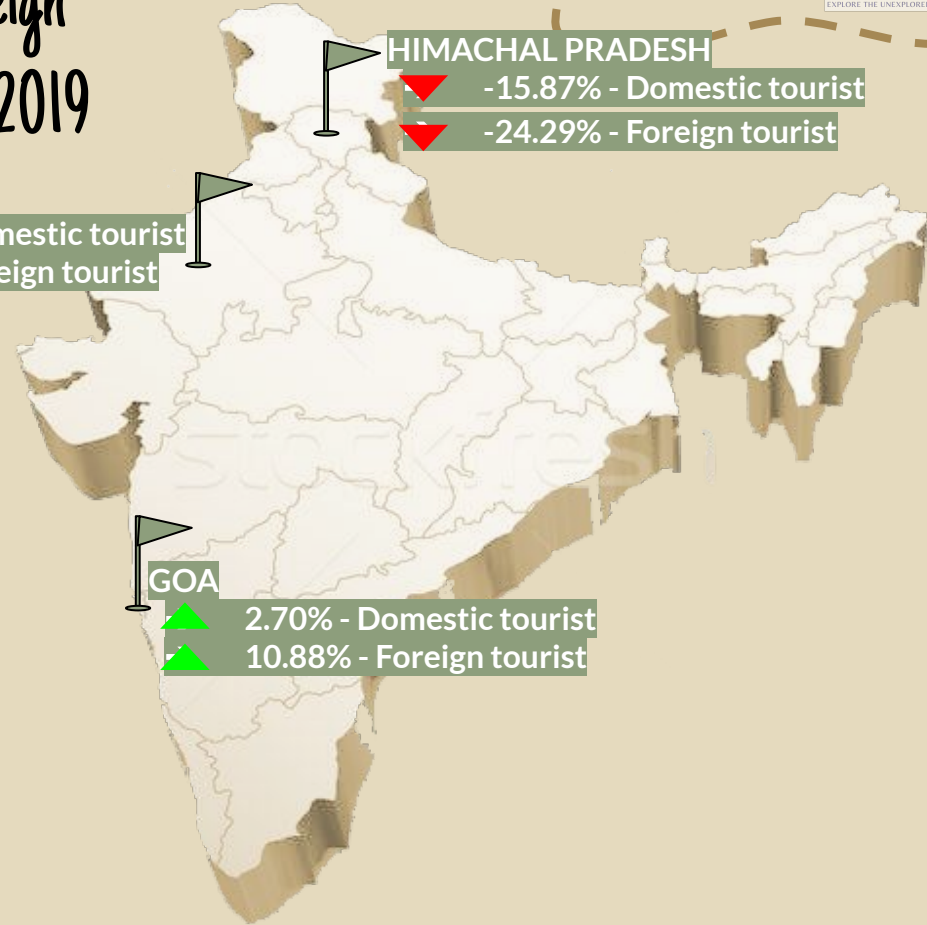 eign
2019
EXPLORE THE UNEXPLORE
HIMACHAL PRADESH
-15.87% - Domestic tourist
-24.29% - Foreign tourist
mestic tourist
eign tourist
GOA
2.70% - Domestic tourist
10.88% - Foreign tourist